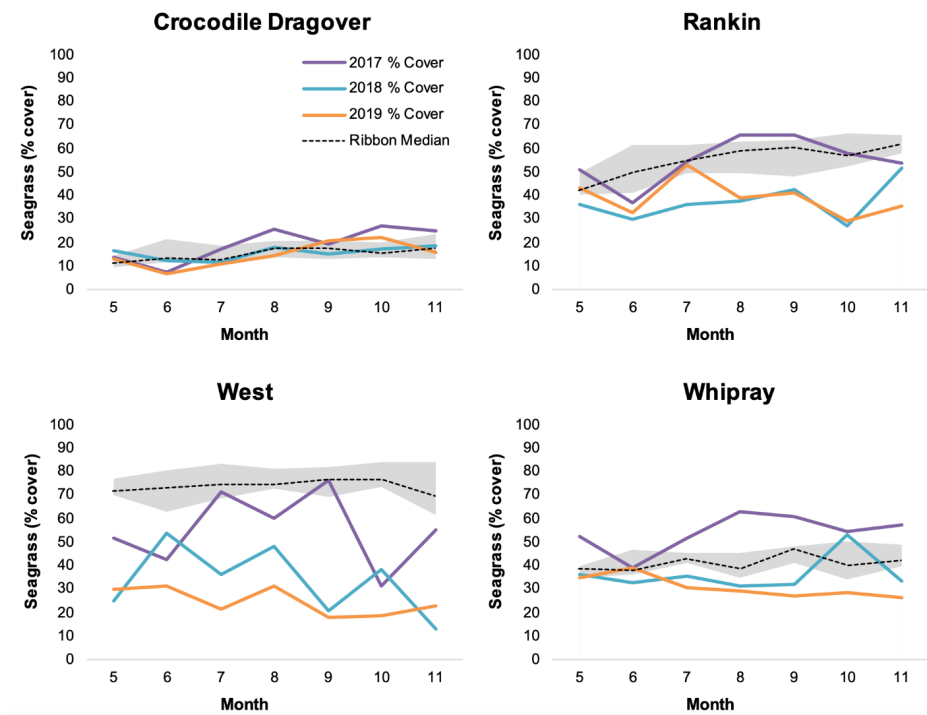 Crocodile Dragover
Seagrass (% cover)
100
90
80
70
60
50
40
30
20
10
0
2017 % Cover
2018 % Cover
2019 % Cover
Ribbon Median
5 6 7 8 9 10 11
Month
Rankin
Seagrass (% cover)
100
90
80
70
60
50
40
30
20
10
0
5 6 7 8 9 10 11
Month
West
Seagrass (% cover)
100
90
80
70
60
50
40
30
20
10
0
5 6 7 8 9 10 11
Month
Whipray
Seagrass (% cover)
100
90
80
70
60
50
40
30
20
10
0
5 6 7 8 9 10 11
Month